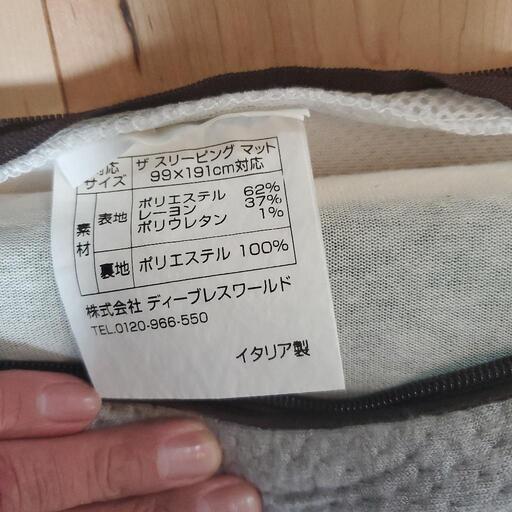 対応 ザ スリーピング マット
サイズ 99×191cm対応
素材 表地 ポリエステル 62%
レーヨン 37%
ポリウレタン 1%
裏地 ポリエステル 100%
株式会社 ディーブレスワールド
TEL.0120-966-550
イタリア製